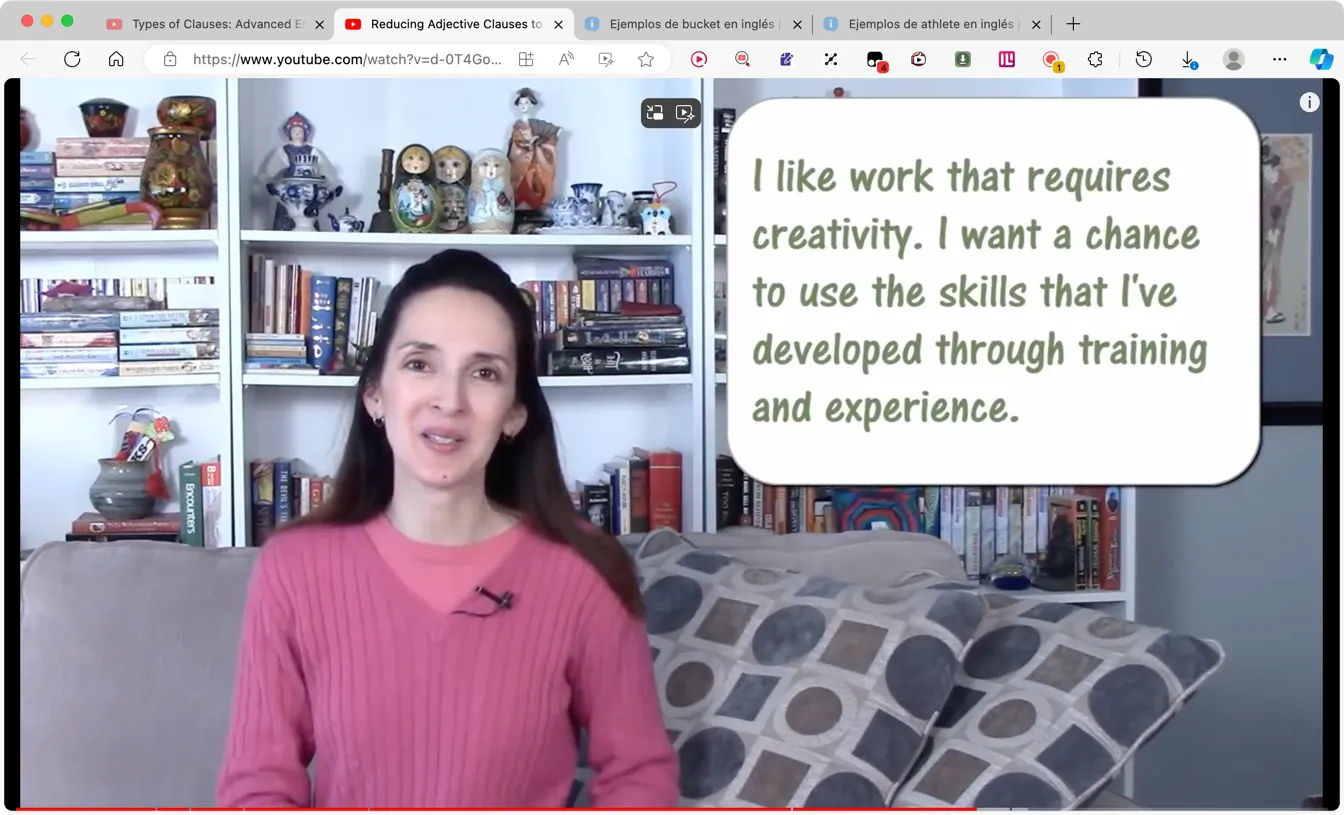 Types of Clauses: Advanced En
Reducing Adjective Clauses to
Ejemplos de bucket en inglés
Ejemplos de athlete en inglés
https://www.youtube.com/watch?v=d-0T4Go...
4
1
I like work that requires
creativity. I want a chance
to use the skills that I've
developed through training
and experience.
Encounters